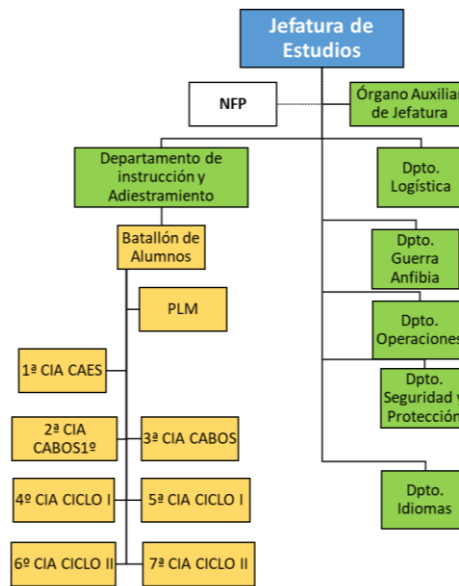 Jefatura de
Estudios
NFP
Órgano Auxiliar
de Jefatura
Departamento de
instrucción y
Adiestramiento
Dpto.
Logística
Batallón de
Alumnos
Dpto.
Guerra
Anfibia
PLM
Dpto.
Operaciones
1ª CIA CAES
Dpto.
Seguridad y
Protección
2ª CIA
CABOS1º
3ª CIA CABOS
4º CIA CICLO I
5ª CIA CICLO I
Dpto.
Idiomas
6º CIA CICLO II
7ª CIA CICLO II